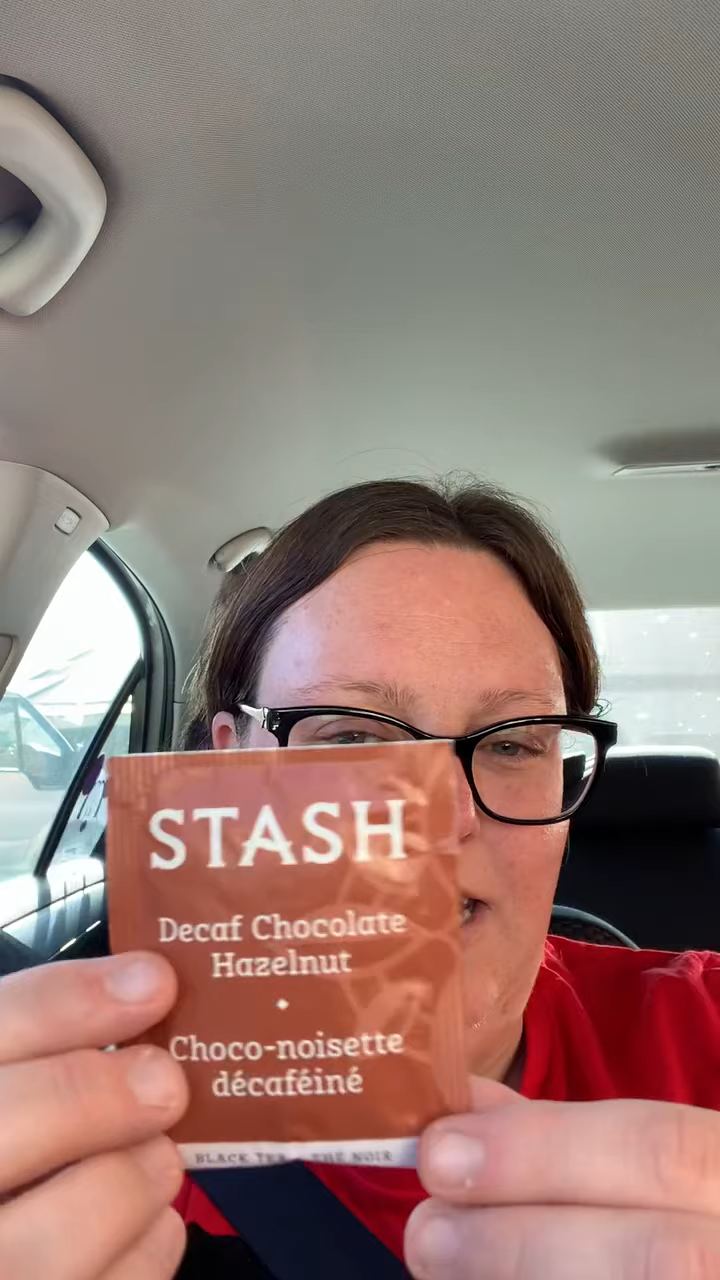 STASH
Decaf Chocolate
Hazelnut
Choco-noisette
décaféiné
BLACK TEA THÉ NOIR